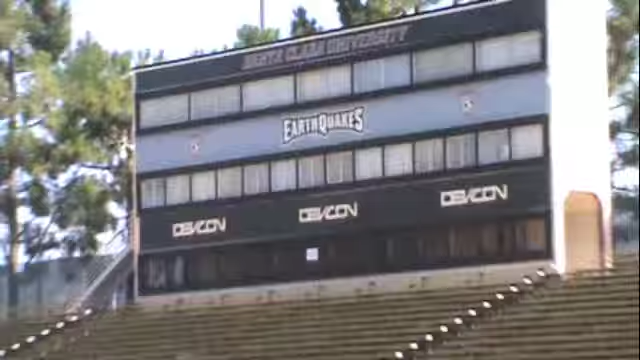 SANTA CLARA UNIVERSITY
EARTHQUAKES
DEVCON DEVCON DEVCON